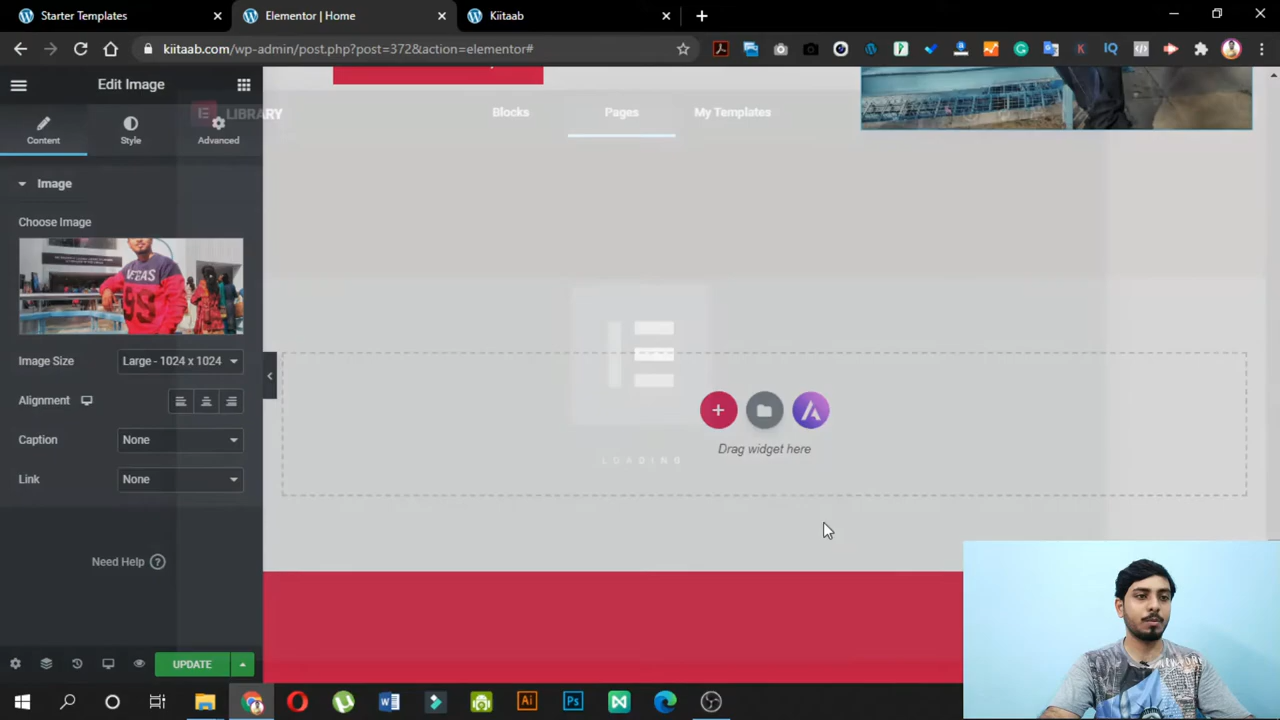 Starter Templates
Elementor | Home
Kiitaab
kiitaab.com/wp-admin/post.php?post=372&action=elementor#
Edit Image
LIBRARY
Blocks
Pages
My Templates
Content
Style
Advanced
Image
Choose Image
VEGAS
99
Image Size
Large - 1024 x 1024
Alignment
Caption
None
Link
None
LOADING
Drag widget here
Need Help
UPDATE